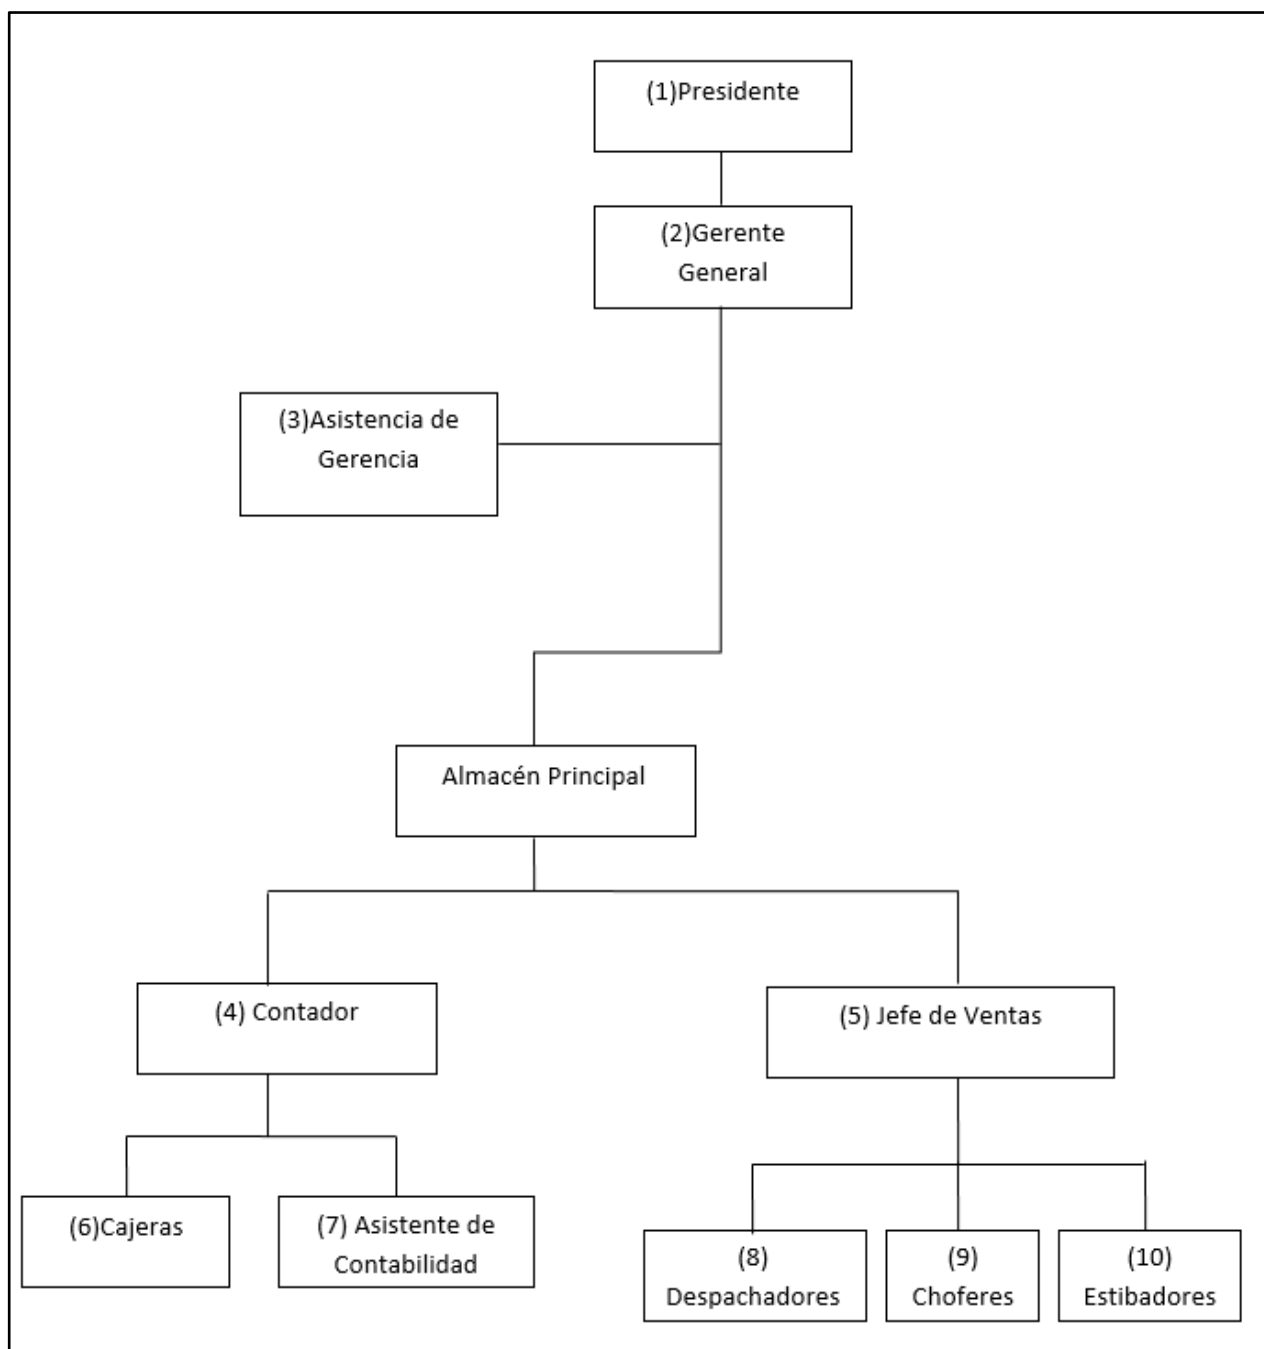 (1)Presidente
(2)Gerente
General
(3)Asistencia de
Gerencia
Almacén Principal
(4) Contador
(5) Jefe de Ventas
(6)Cajeras
(7) Asistente de
Contabilidad
(8)
Despachadores
(9)
Choferes
(10)
Estibadores